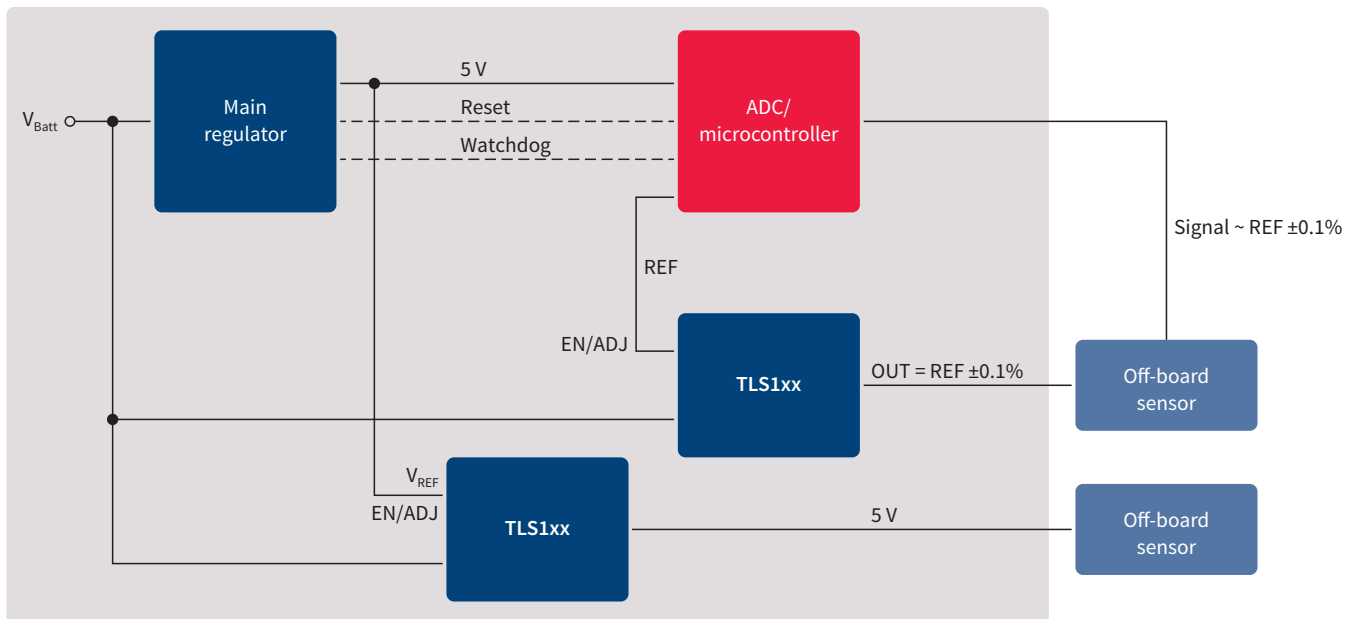 5 V
Main
regulator
ADC/
microcontroller
Reset
V_Batt
Watchdog
Signal ~ REF ±0.1%
REF
EN/ADJ
OUT = REF ±0.1%
TLS1xx
Off-board
sensor
V_REF
EN/ADJ
TLS1xx
5 V
Off-board
sensor